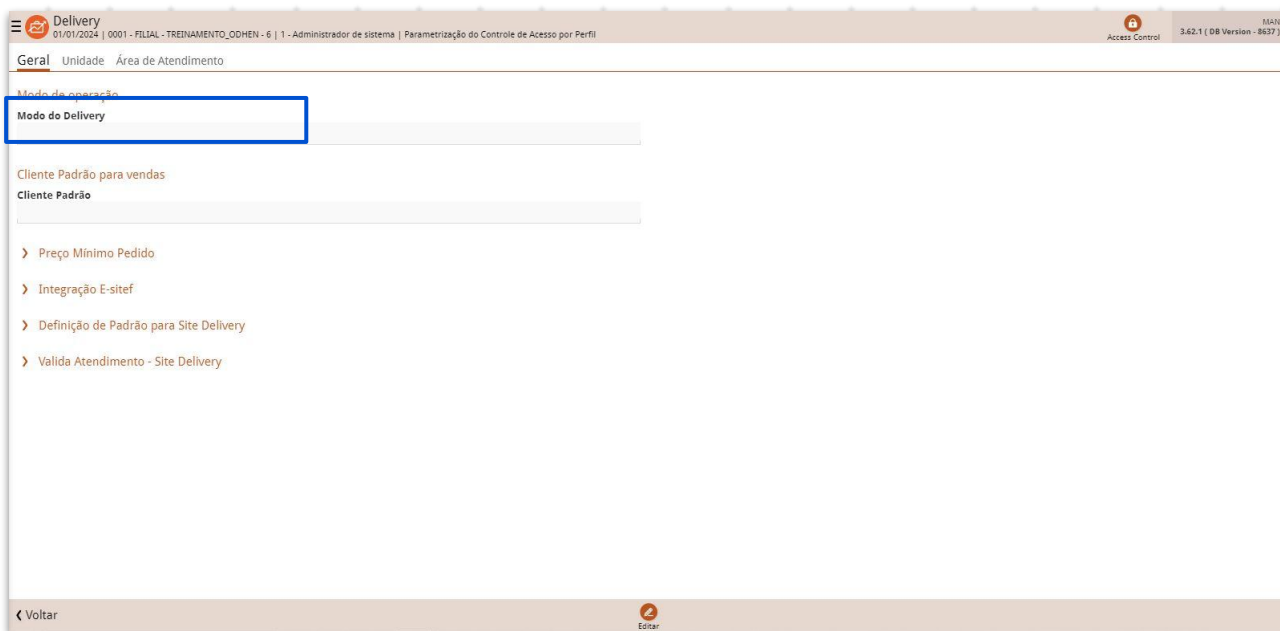 Delivery
01/01/2024 | 0001 - FILIAL - TREINAMENTO_ODHEN - 6 | 1 - Administrador de sistema | Parametrização do Controle de Acesso por Perfil
Access Control
MAN
3.62.1 ( DB Version - 8637 )
Geral Unidade Área de Atendimento
Modo de operação
Modo do Delivery
Cliente Padrão para vendas
Cliente Padrão
Preço Mínimo Pedido
Integração E-sitef
Definição de Padrão para Site Delivery
Valida Atendimento - Site Delivery
Voltar
Editar